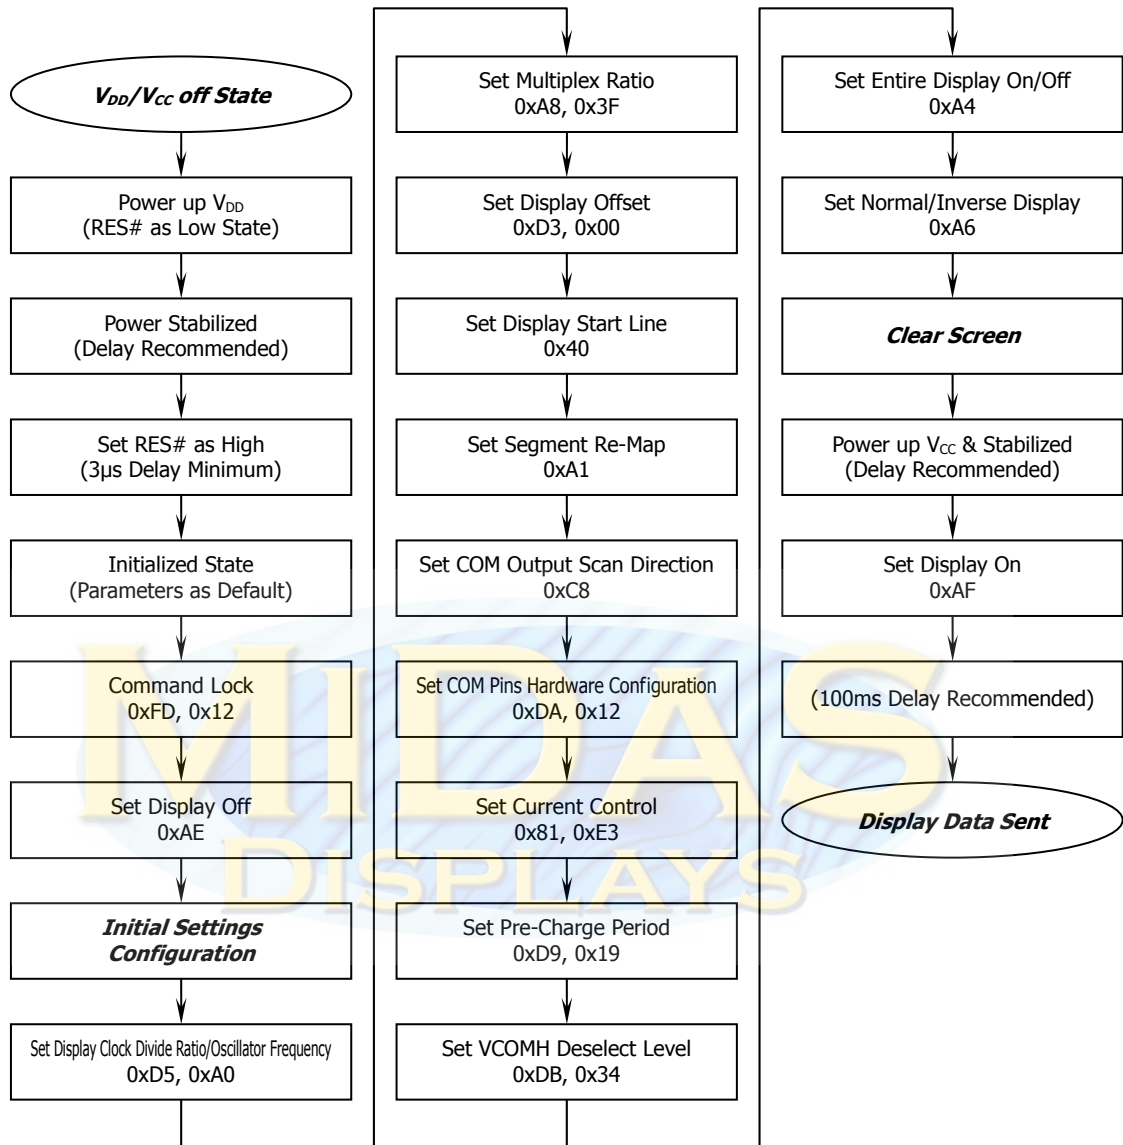 V_DD/V_CC off State
Power up V_DD
(RES# as Low State)
Power Stabilized
(Delay Recommended)
Set RES# as High
(3μs Delay Minimum)
Initialized State
(Parameters as Default)
Command Lock
0xFD, 0x12
Set Display Off
0xAE
Initial Settings
Configuration
Set Display Clock Divide Ratio/Oscillator Frequency
0xD5, 0xA0
Set Multiplex Ratio
0xA8, 0x3F
Set Display Offset
0xD3, 0x00
Set Display Start Line
0x40
Set Segment Re-Map
0xA1
Set COM Output Scan Direction
0xC8
Set COM Pins Hardware Configuration
0xDA, 0x12
Set Current Control
0x81, 0xE3
Set Pre-Charge Period
0xD9, 0x19
Set VCOMH Deselect Level
0xDB, 0x34
Set Entire Display On/Off
0xA4
Set Normal/Inverse Display
0xA6
Clear Screen
Power up V_CC & Stabilized
(Delay Recommended)
Set Display On
0xAF
(100ms Delay Recommended)
Display Data Sent
MIDAS
DISPLAYS